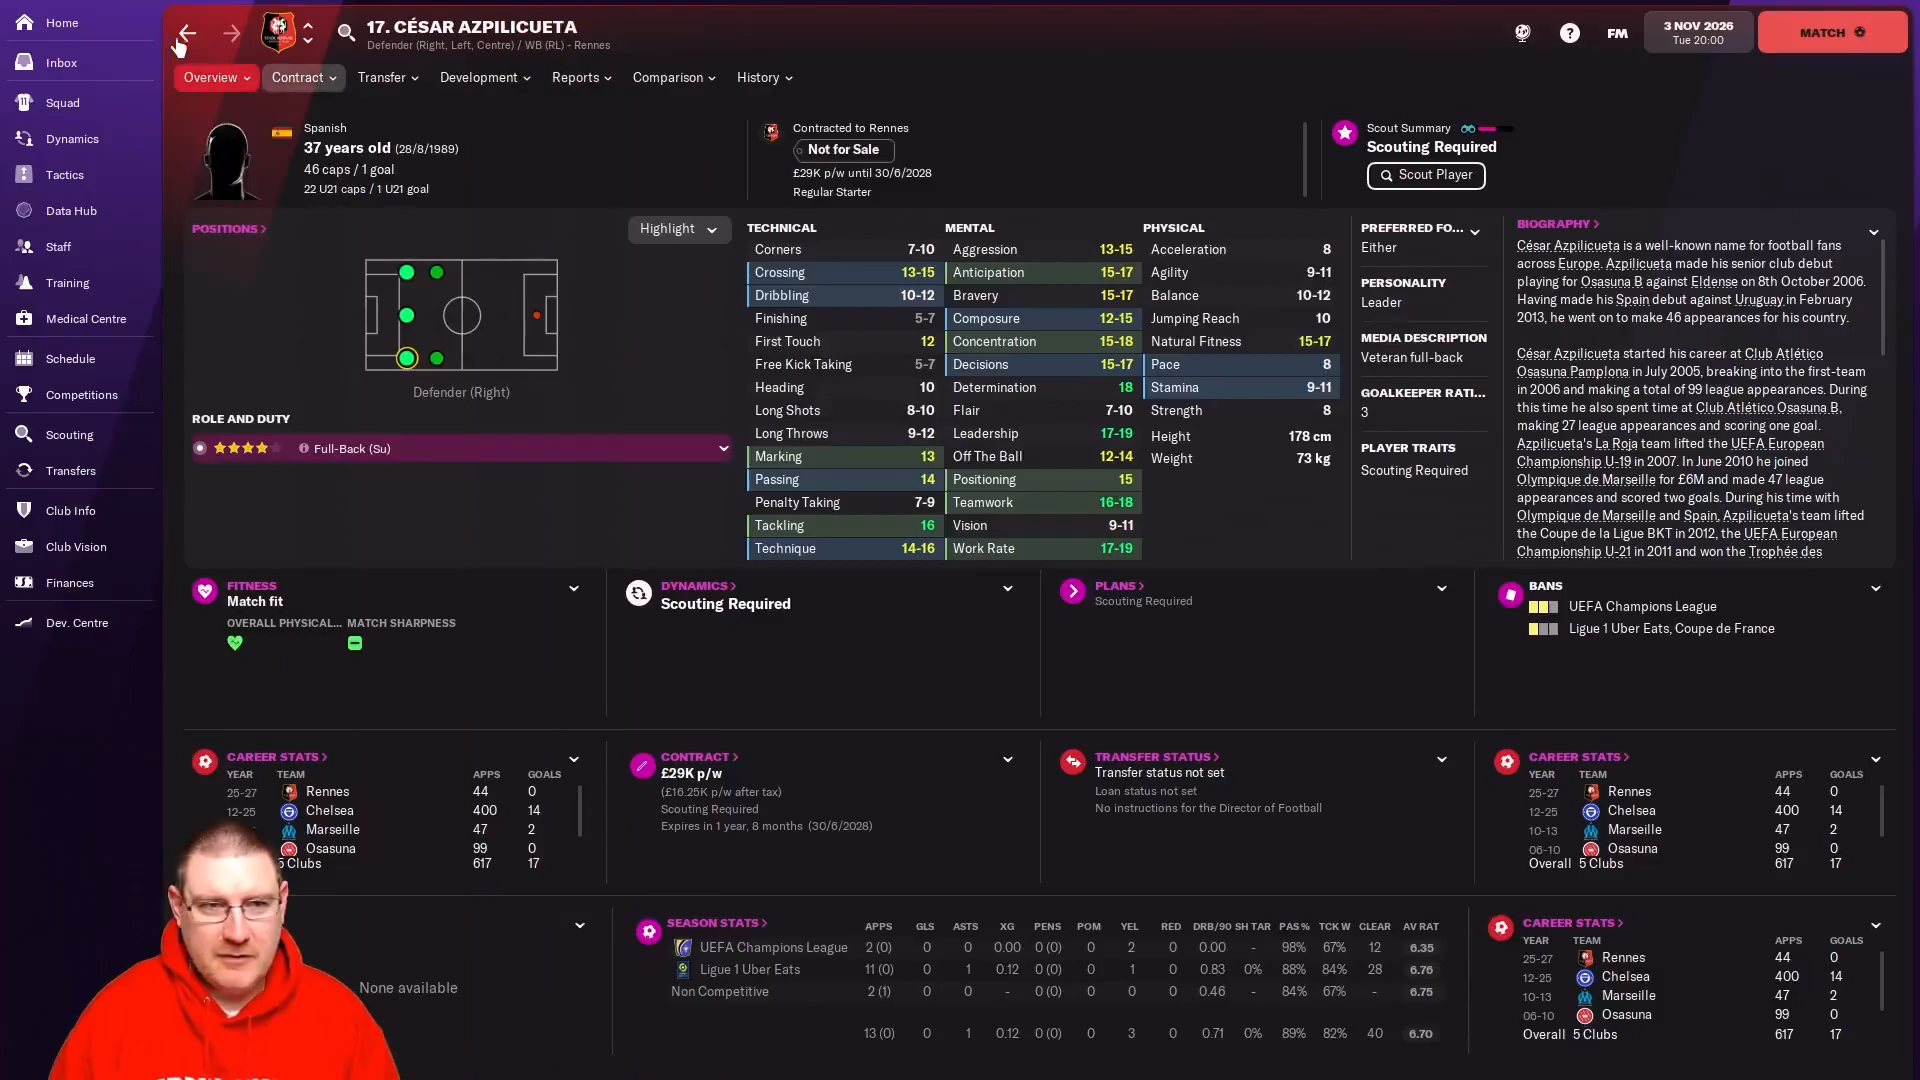 Home
Inbox
Squad
Dynamics
Tactics
Data Hub
Staff
Training
Medical Centre
Schedule
Competitions
Scouting
Transfers
Club Info
Club Vision
Finances
Dev. Centre
17. CÉSAR AZPILICUETA
Defender (Right, Left, Centre) / WB (RL) - Rennes
FM
3 NOV 2026
Tue 20:00
MATCH
Overview
Contract
Transfer
Development
Reports
Comparison
History
Spanish
37 years old (28/8/1989)
46 caps / 1 goal
22 U21 caps / 1 U21 goal
Contracted to Rennes
Not for Sale
£29K p/w until 30/6/2028
Regular Starter
Scout Summary
Scouting Required
Scout Player
POSITIONS >
Highlight
Defender (Right)
ROLE AND DUTY
Full-Back (Su)
TECHNICAL
Corners 7-10
Crossing 13-15
Dribbling 10-12
Finishing 5-7
First Touch 12
Free Kick Taking 5-7
Heading 10
Long Shots 8-10
Long Throws 9-12
Marking 13
Passing 14
Penalty Taking 7-9
Tackling 16
Technique 14-16
MENTAL
Aggression 13-15
Anticipation 15-17
Bravery 15-17
Composure 12-15
Concentration 15-18
Decisions 15-17
Determination 18
Flair 7-10
Leadership 17-19
Off The Ball 12-14
Positioning 15
Teamwork 16-18
Vision 9-11
Work Rate 17-19
PHYSICAL
Acceleration 8
Agility 9-11
Balance 10-12
Jumping Reach 10
Natural Fitness 15-17
Pace 8
Stamina 9-11
Strength 8
Height 178 cm
Weight 73 kg
PREFERRED FO...
Either
PERSONALITY
Leader
MEDIA DESCRIPTION
Veteran full-back
GOALKEEPER RATI...
3
PLAYER TRAITS
Scouting Required
BIOGRAPHY >
César Azpilicueta is a well-known name for football fans
across Europe. Azpilicueta made his senior club debut
playing for Osasuna B against Eldense on 8th October 2006.
Having made his Spain debut against Uruguay in February
2013, he went on to make 46 appearances for his country.
César Azpilicueta started his career at Club Atlético
Osasuna Pamplona in July 2005, breaking into the first-team
in 2006 and making a total of 99 league appearances. During
this time he also spent time at Club Atlético Osasuna B,
making 27 league appearances and scoring one goal.
Azpilicueta's La Roja team lifted the UEFA European
Championship U-19 in 2007. In June 2010 he joined
Olympique de Marseille for £6M and made 47 league
appearances and scored two goals. During his time with
Olympique de Marseille and Spain, Azpilicueta's team lifted
the Coupe de la Ligue BKT in 2012, the UEFA European
Championship U-21 in 2011 and won the Trophée des
FITNESS
Match fit
OVERALL PHYSICAL... MATCH SHARPNESS
DYNAMICS >
Scouting Required
PLANS >
Scouting Required
BANS
UEFA Champions League
Ligue 1 Uber Eats, Coupe de France
CAREER STATS >
YEAR TEAM APPS GOALS
25-27 Rennes 44 0
12-25 Chelsea 400 14
Marseille 47 2
Osasuna 99 0
5 Clubs 617 17
CONTRACT >
£29K p/w
(£16.25K p/w after tax)
Scouting Required
Expires in 1 year, 8 months (30/6/2028)
TRANSFER STATUS >
Transfer status not set
Loan status not set
No instructions for the Director of Football
CAREER STATS >
YEAR TEAM APPS GOALS
25-27 Rennes 44 0
12-25 Chelsea 400 14
10-13 Marseille 47 2
06-10 Osasuna 99 0
Overall 5 Clubs 617 17
None available
SEASON STATS > APPS GLS ASTS XG PENS POM YEL RED DRB/90 SH TAR PAS % TCK W CLEAR AV RAT
UEFA Champions League 2 (0) 0 0 0.00 0 (0) 0 2 0 0.00 - 98% 67% 12 6.35
Ligue 1 Uber Eats 11 (0) 0 1 0.12 0 (0) 0 1 0 0.83 0% 88% 84% 28 6.76
Non Competitive 2 (1) 0 0 - 0 (0) 0 0 0 0.46 - 84% 67% - 6.75
13 (0) 0 1 0.12 0 (0) 0 3 0 0.71 0% 89% 82% 40 6.70
CAREER STATS >
YEAR TEAM APPS GOALS
25-27 Rennes 44 0
12-25 Chelsea 400 14
10-13 Marseille 47 2
06-10 Osasuna 99 0
Overall 5 Clubs 617 17